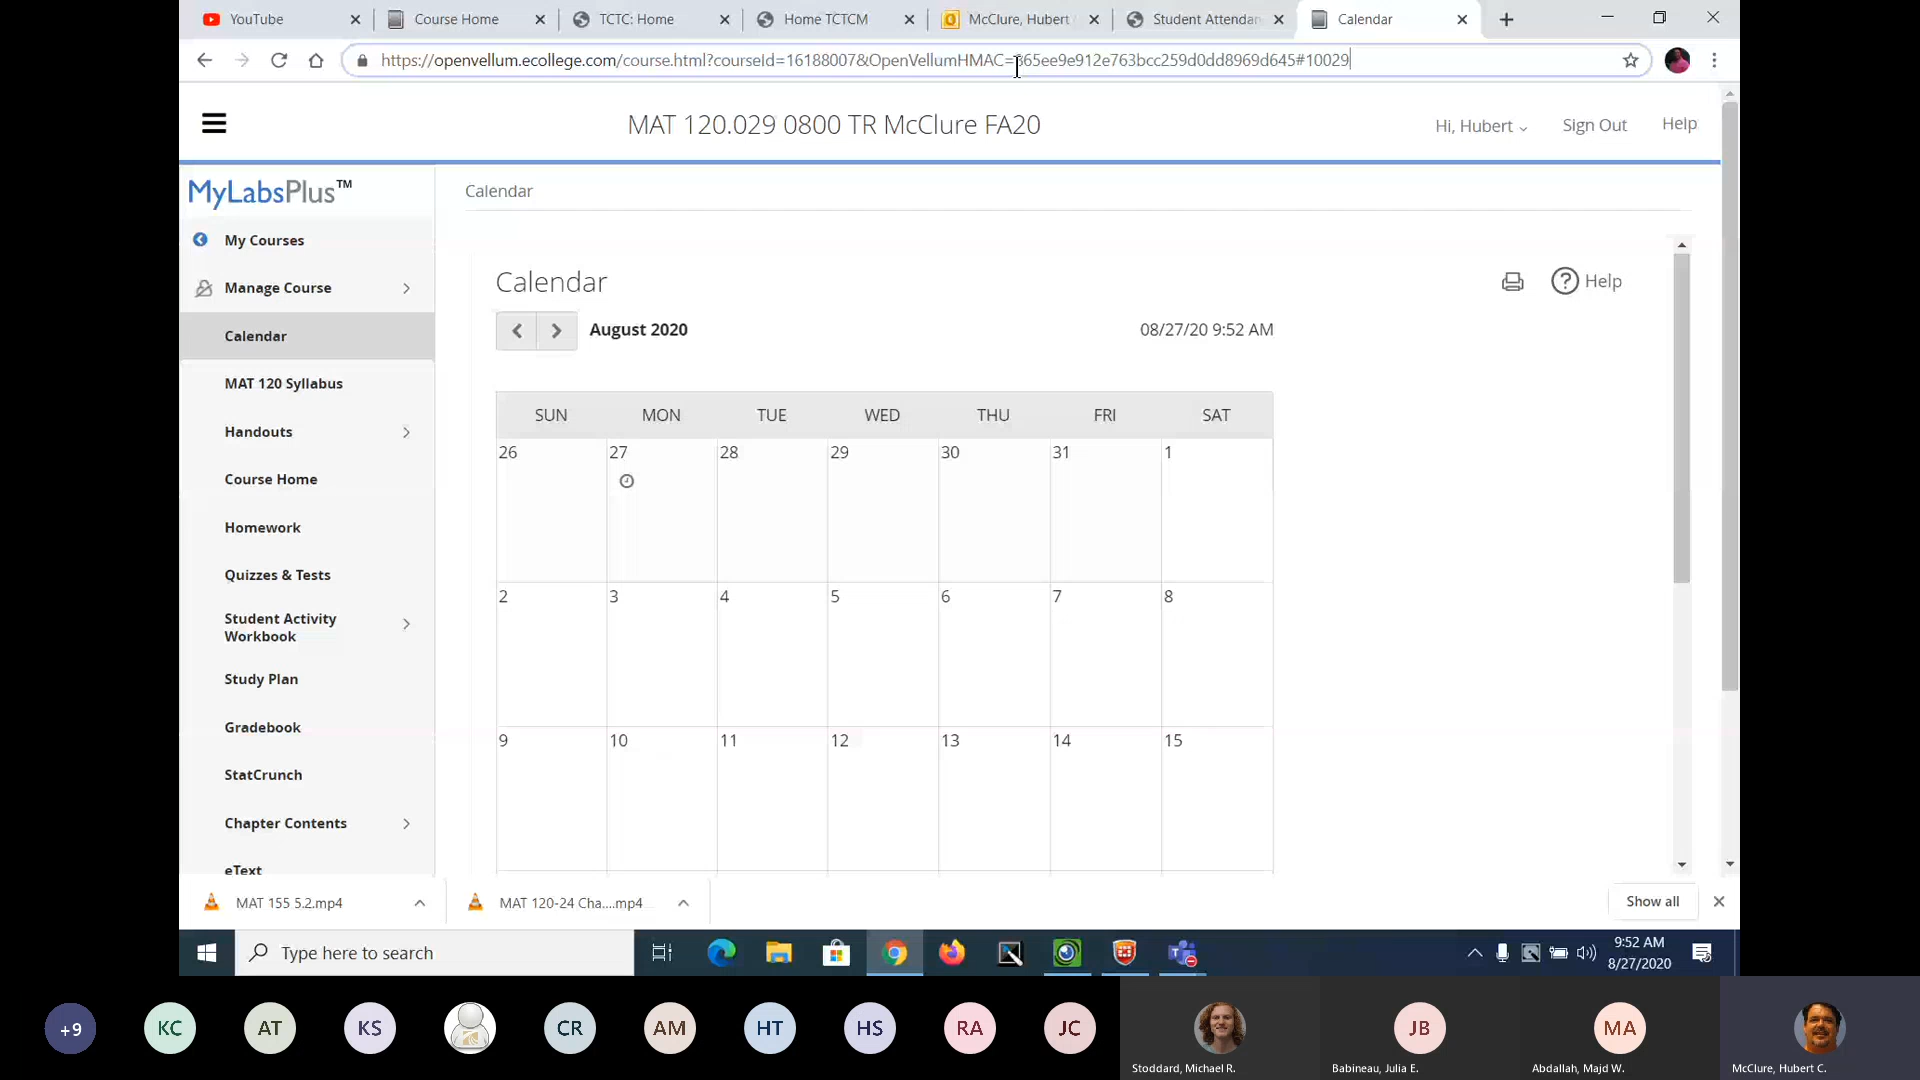 YouTube Course Home TCTC: Home Home TCTCM McClure, Hubert Student Attendan Calendar
https://openvellum.ecollege.com/course.html?courseId=16188007&OpenVellumHMAC=365ee9e912e763bcc259d0dd8969d645#10029
MAT 120.029 0800 TR McClure FA20
Hi, Hubert Sign Out Help
MyLabsPlus™
My Courses
Manage Course
Calendar
MAT 120 Syllabus
Handouts
Course Home
Homework
Quizzes & Tests
Student Activity
Workbook
Study Plan
Gradebook
StatCrunch
Chapter Contents
eText
Calendar
Calendar
Help
August 2020 08/27/20 9:52 AM
SUN MON TUE WED THU FRI SAT
26 27 28 29 30 31 1
2 3 4 5 6 7 8
9 10 11 12 13 14 15
MAT 155 5.2.mp4 MAT 120-24 Cha....mp4 Show all
Type here to search
9:52 AM
8/27/2020
+9 KC AT KS CR AM HT HS RA JC JB MA
Stoddard, Michael R. Babineau, Julia E. Abdallah, Majd W. McClure, Hubert C.